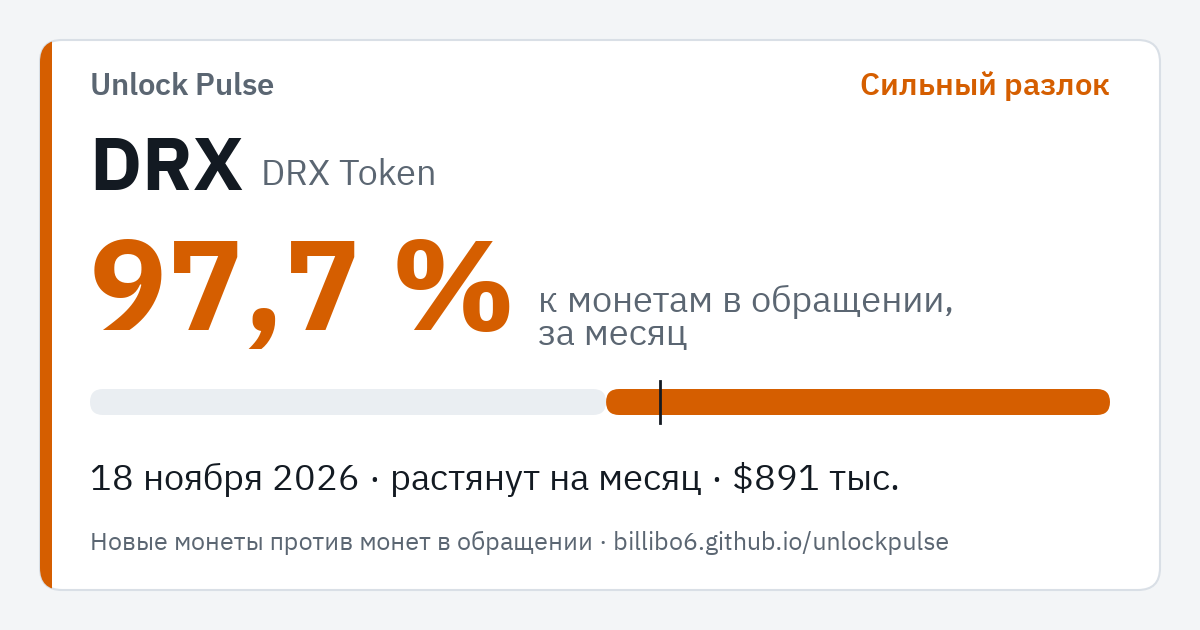 Unlock Pulse
Сильный разлок
DRX DRX Token
97,7 % к монетам в обращении,
за месяц
18 ноября 2026 · растянут на месяц · $891 тыс.
Новые монеты против монет в обращении · billibo6.github.io/unlockpulse